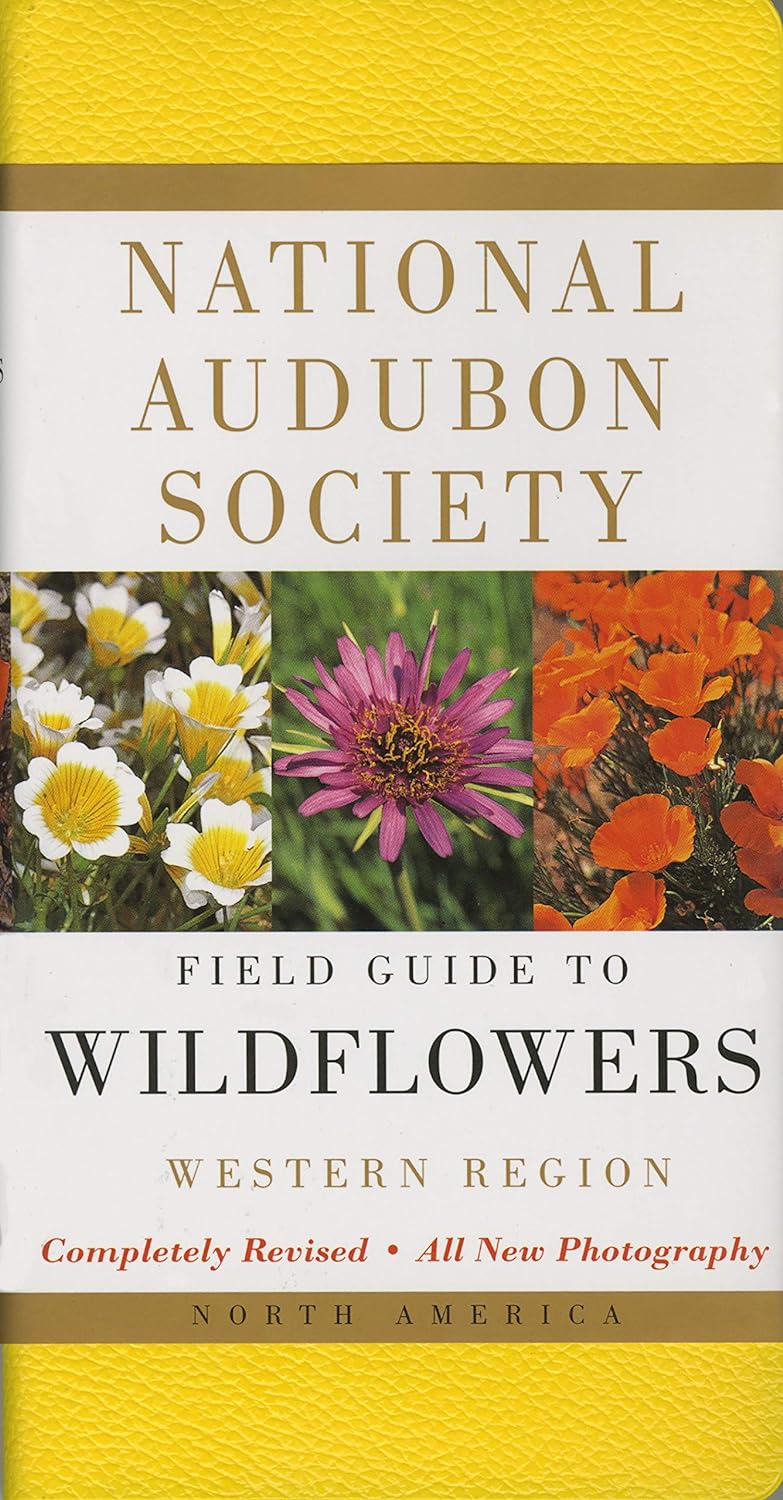 NATIONAL
AUDUBON
SOCIETY
FIELD GUIDE TO
WILDFLOWERS
WESTERN REGION
Completely Revised • All New Photography
NORTH AMERICA